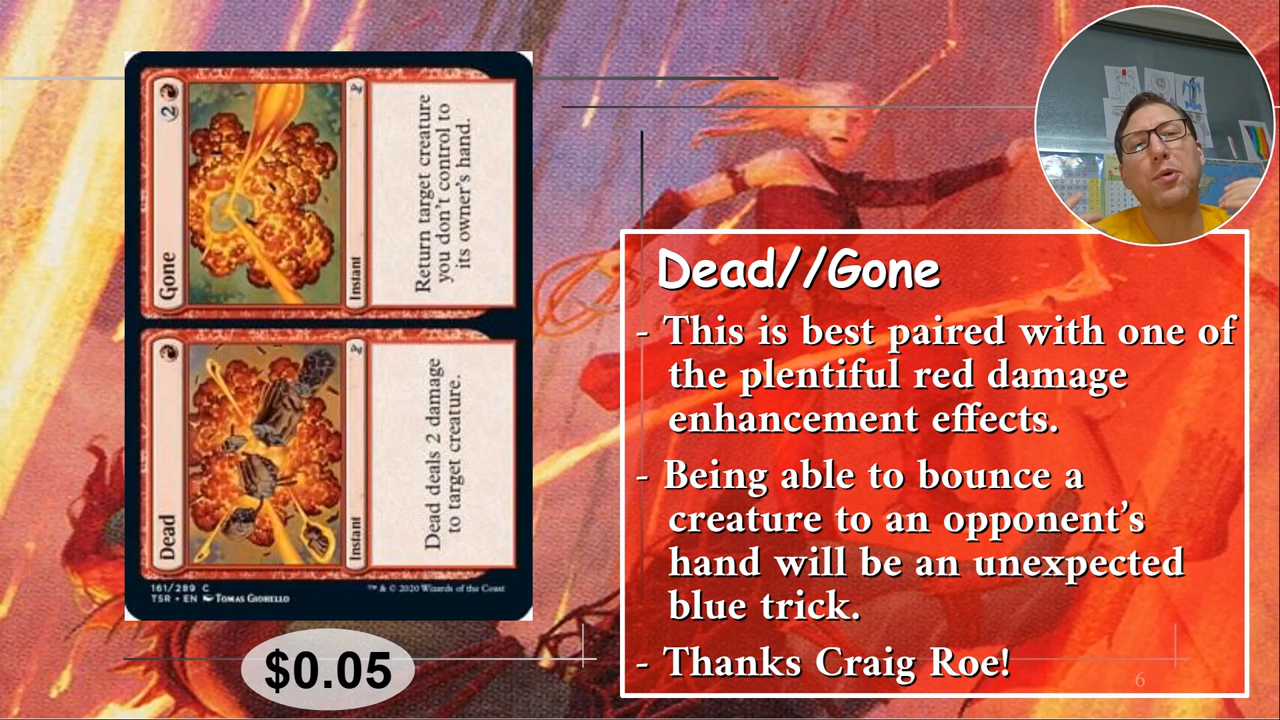 Gone
2
Instant
Return target creature
you don't control to
its owner's hand.
Dead
Instant
Dead deals 2 damage
to target creature.
161/289 C
TSR • EN Tomas Giorello
™ & © 2020 Wizards of the Coast
$0.05
Dead//Gone
- This is best paired with one of
the plentiful red damage
enhancement effects.
- Being able to bounce a
creature to an opponent's
hand will be an unexpected
blue trick.
- Thanks Craig Roe!
6